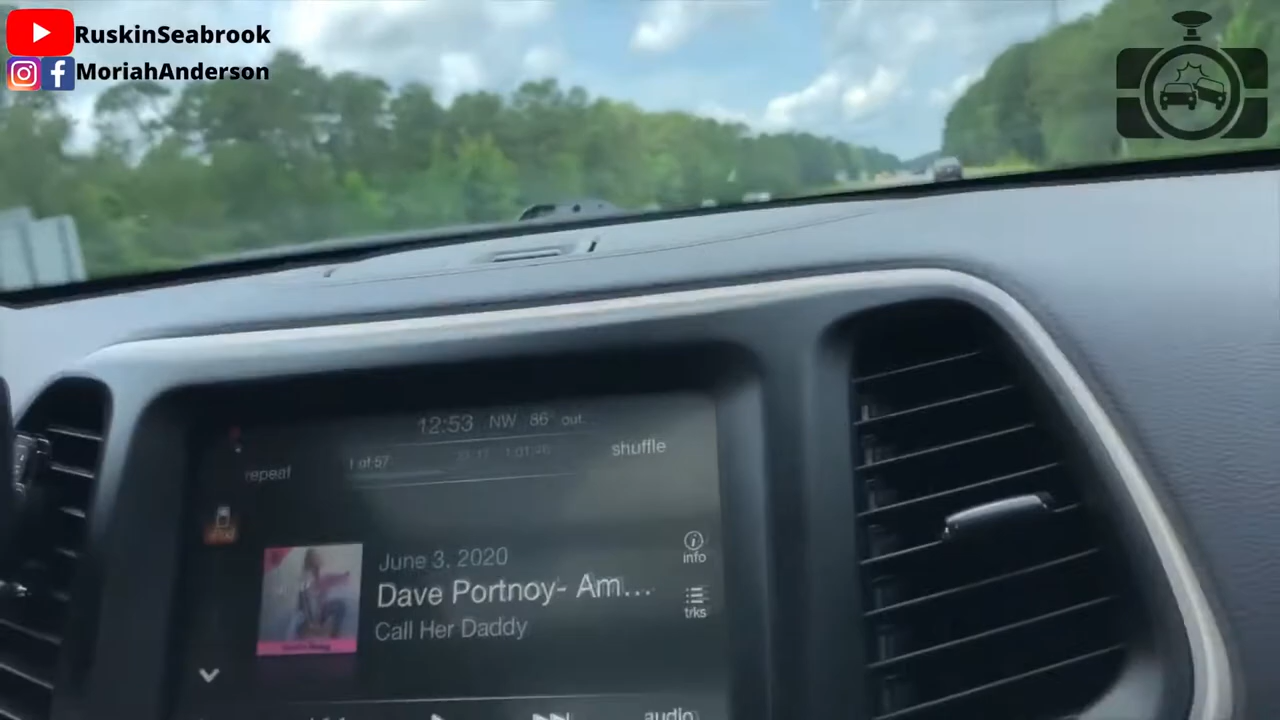 RuskinSeabrook
MoriahAnderson
12:53 NW 86° out
repeat
1 of 57
shuffle
info
June 3, 2020
Dave Portnoy- Am...
trks
Call Her Daddy
audio